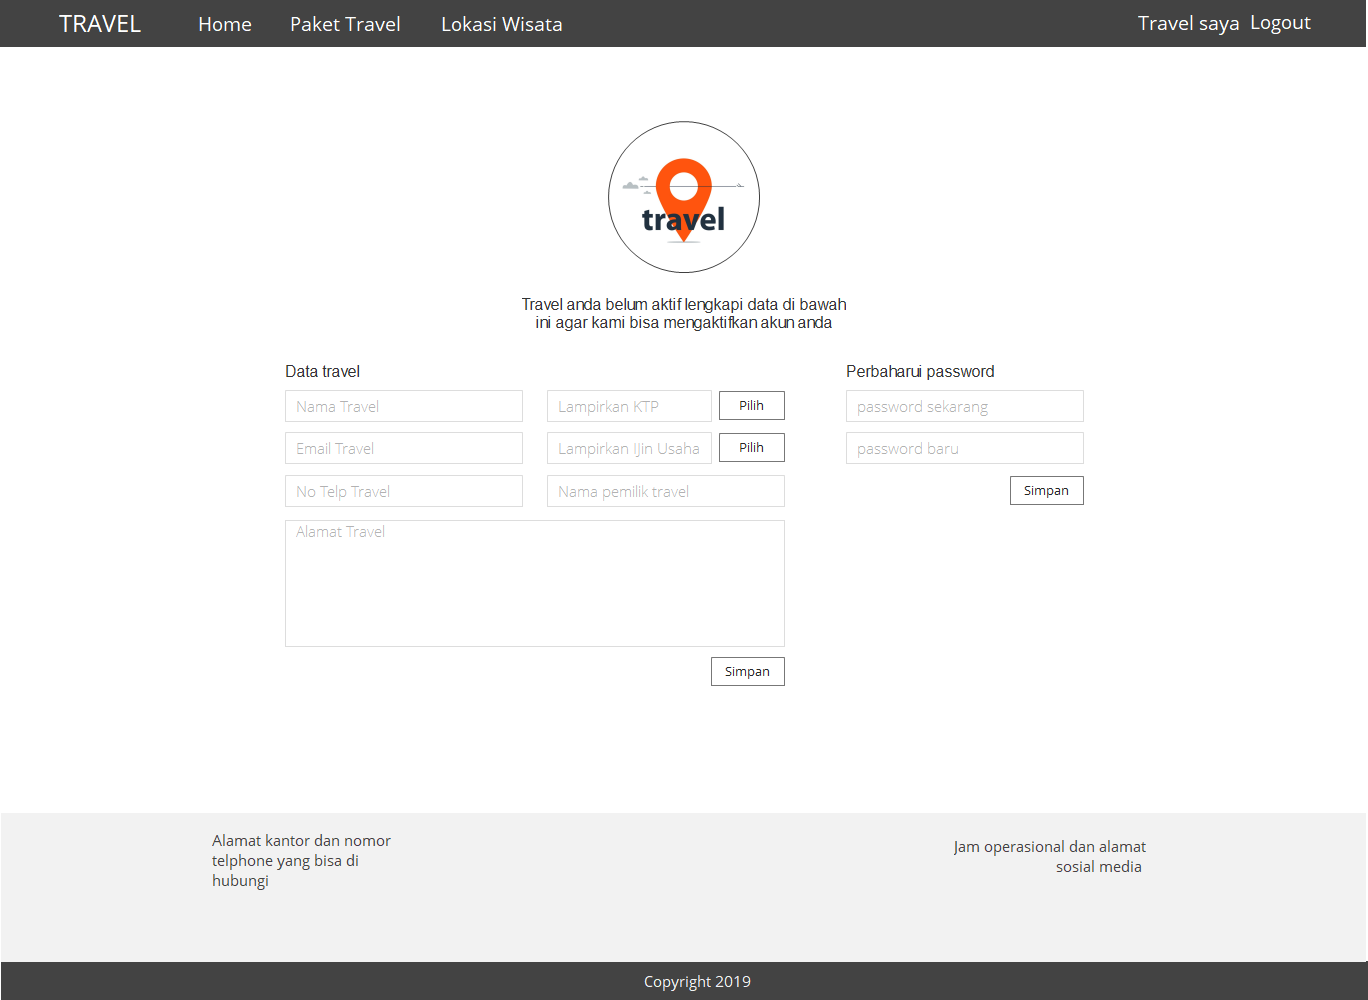 TRAVEL Home Paket Travel Lokasi Wisata Travel saya Logout
travel
Travel anda belum aktif lengkapi data di bawah
ini agar kami bisa mengaktifkan akun anda
Data travel
Nama Travel
Lampirkan KTP
Pilih
Email Travel
Lampirkan IJin Usaha
Pilih
No Telp Travel
Nama pemilik travel
Alamat Travel
Simpan
Perbaharui password
password sekarang
password baru
Simpan
Alamat kantor dan nomor
telphone yang bisa di
hubungi
Jam operasional dan alamat
sosial media
Copyright 2019